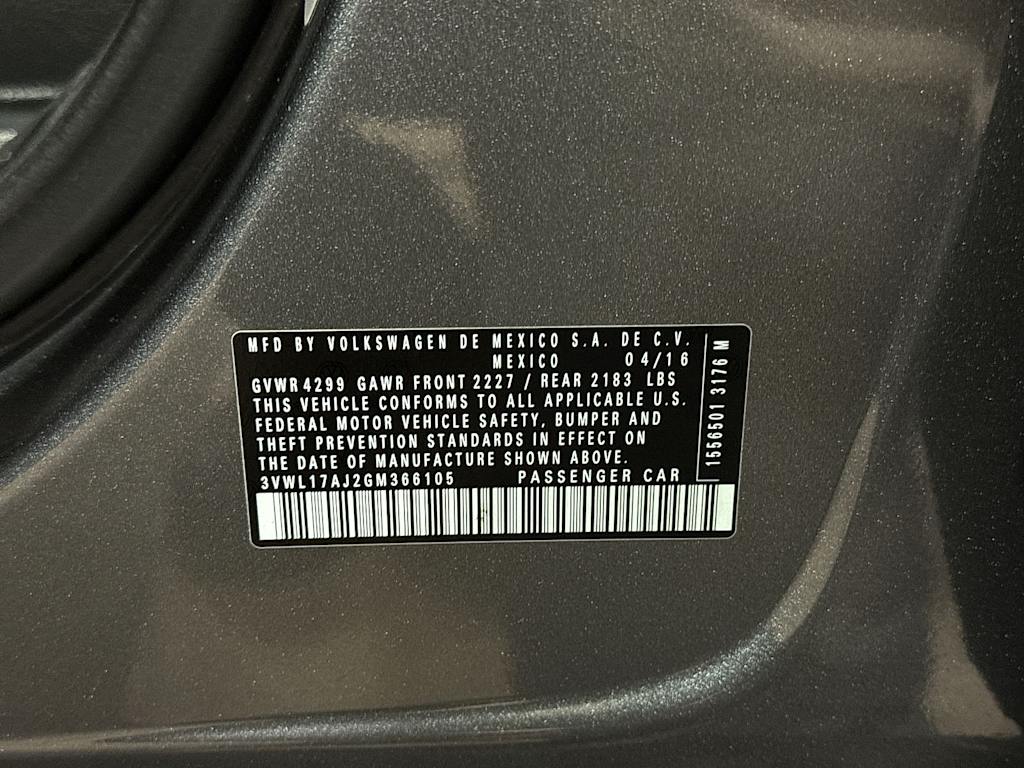 MFD BY VOLKSWAGEN DE MEXICO S.A. DE C.V.
MEXICO 04/16
GVWR 4299 GAWR FRONT 2227 / REAR 2183 LBS
THIS VEHICLE CONFORMS TO ALL APPLICABLE U.S.
FEDERAL MOTOR VEHICLE SAFETY, BUMPER AND
THEFT PREVENTION STANDARDS IN EFFECT ON
THE DATE OF MANUFACTURE SHOWN ABOVE.
3VWL17AJ2GM366105 PASSENGER CAR
1556501 3176 M